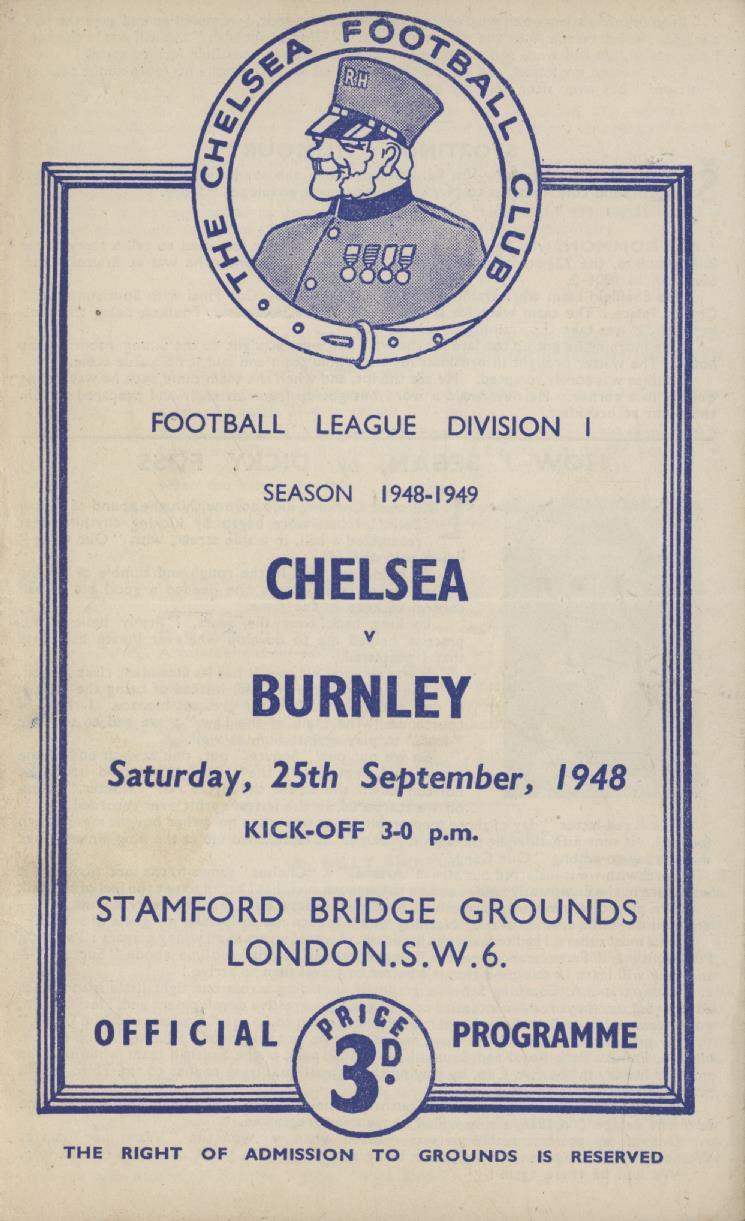 THE CHELSEA FOOTBALL CLUB
RH
FOOTBALL LEAGUE DIVISION I
SEASON 1948-1949
CHELSEA
v
BURNLEY
Saturday, 25th September, 1948
KICK-OFF 3-0 p.m.
STAMFORD BRIDGE GROUNDS
LONDON.S.W.6.
OFFICIAL PROGRAMME
PRICE
3D.
THE RIGHT OF ADMISSION TO GROUNDS IS RESERVED